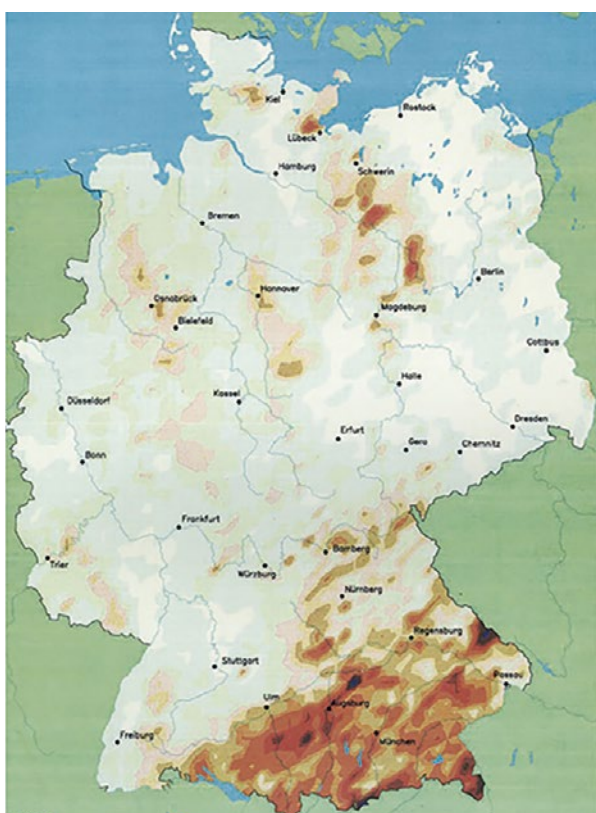 Kiel
Rostock
Lübeck
Schwerin
Hamburg
Bremen
Berlin
Hannover
Osnabrück
Magdeburg
Bielefeld
Cottbus
Halle
Kassel
Düsseldorf
Dresden
Erfurt
Gera
Chemnitz
Bonn
Frankfurt
Bamberg
Trier
Würzburg
Nürnberg
Regensburg
Stuttgart
Passau
Ulm
Augsburg
München
Freiburg